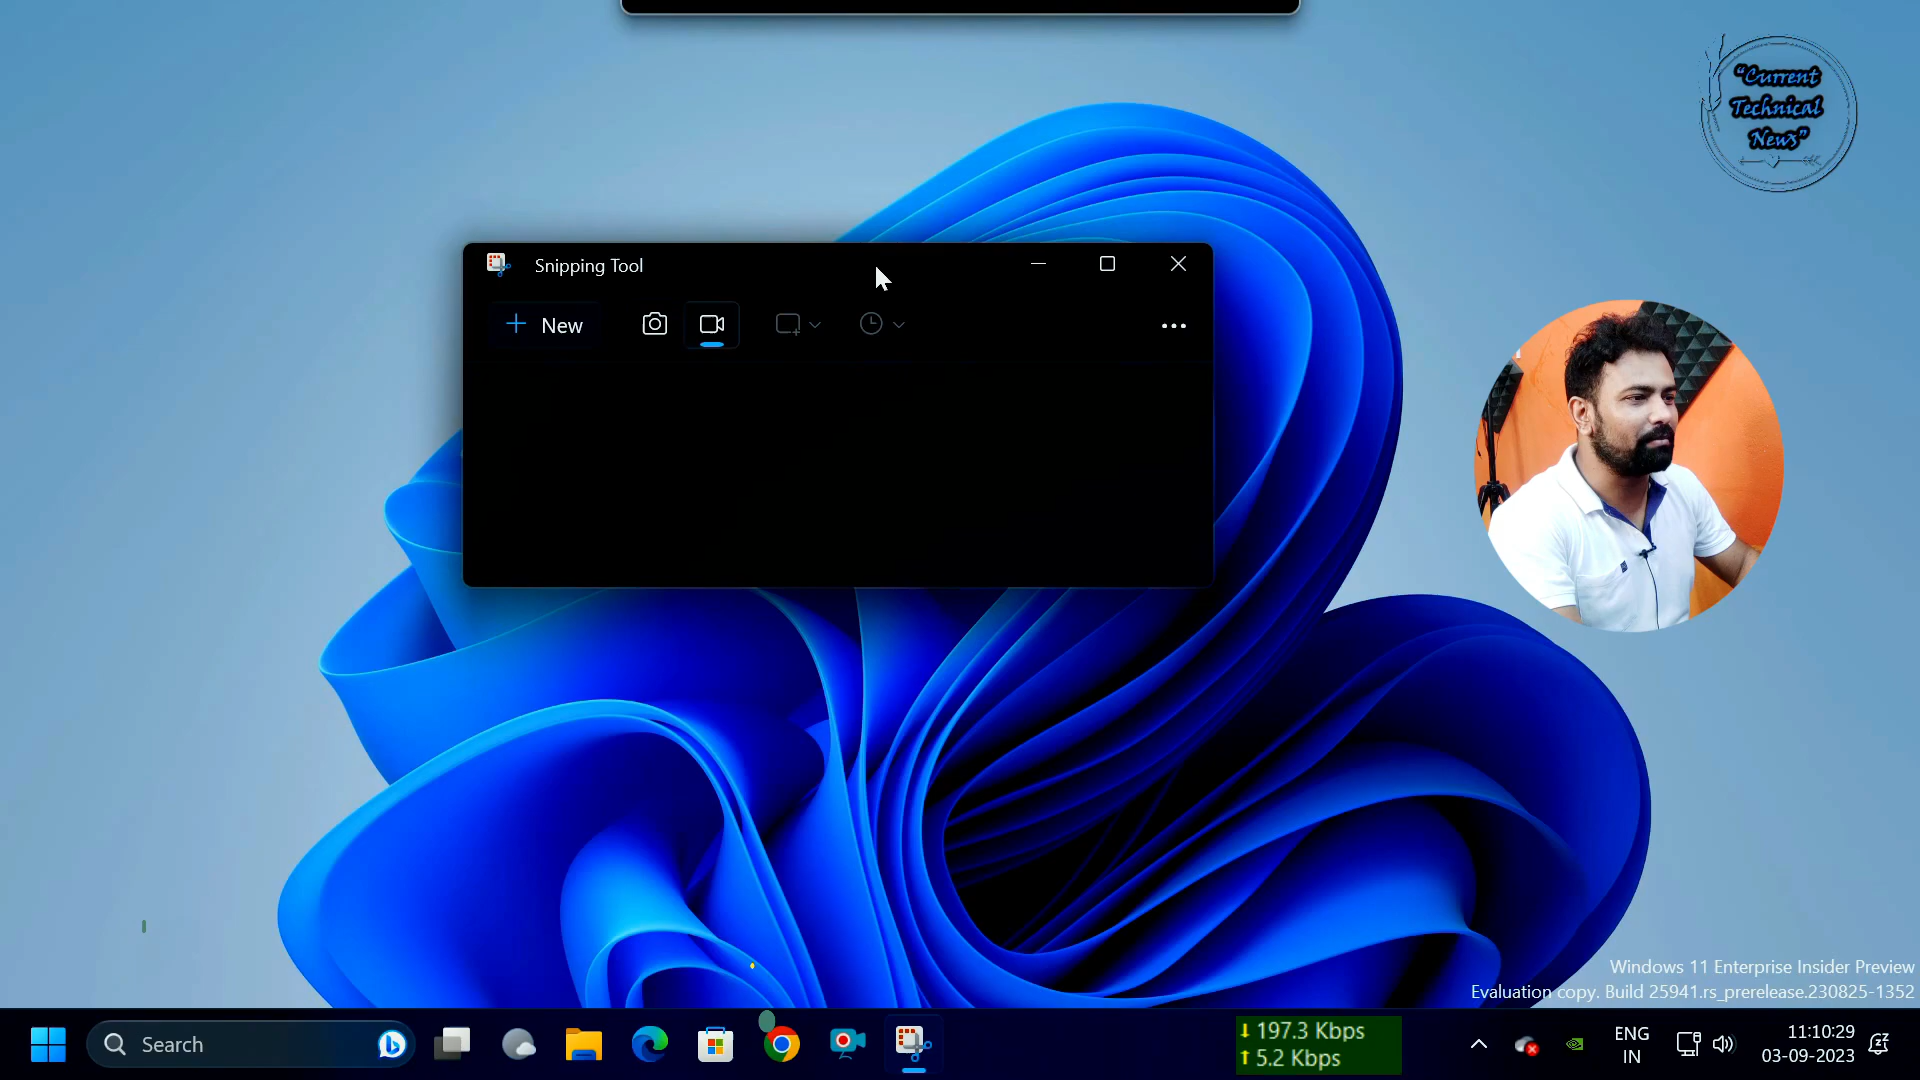 “Current
Technical
News”
Snipping Tool
New
Windows 11 Enterprise Insider Preview
Evaluation copy. Build 25941.rs_prerelease.230825-1352
Search
197.3 Kbps
5.2 Kbps
ENG
IN
11:10:29
03-09-2023